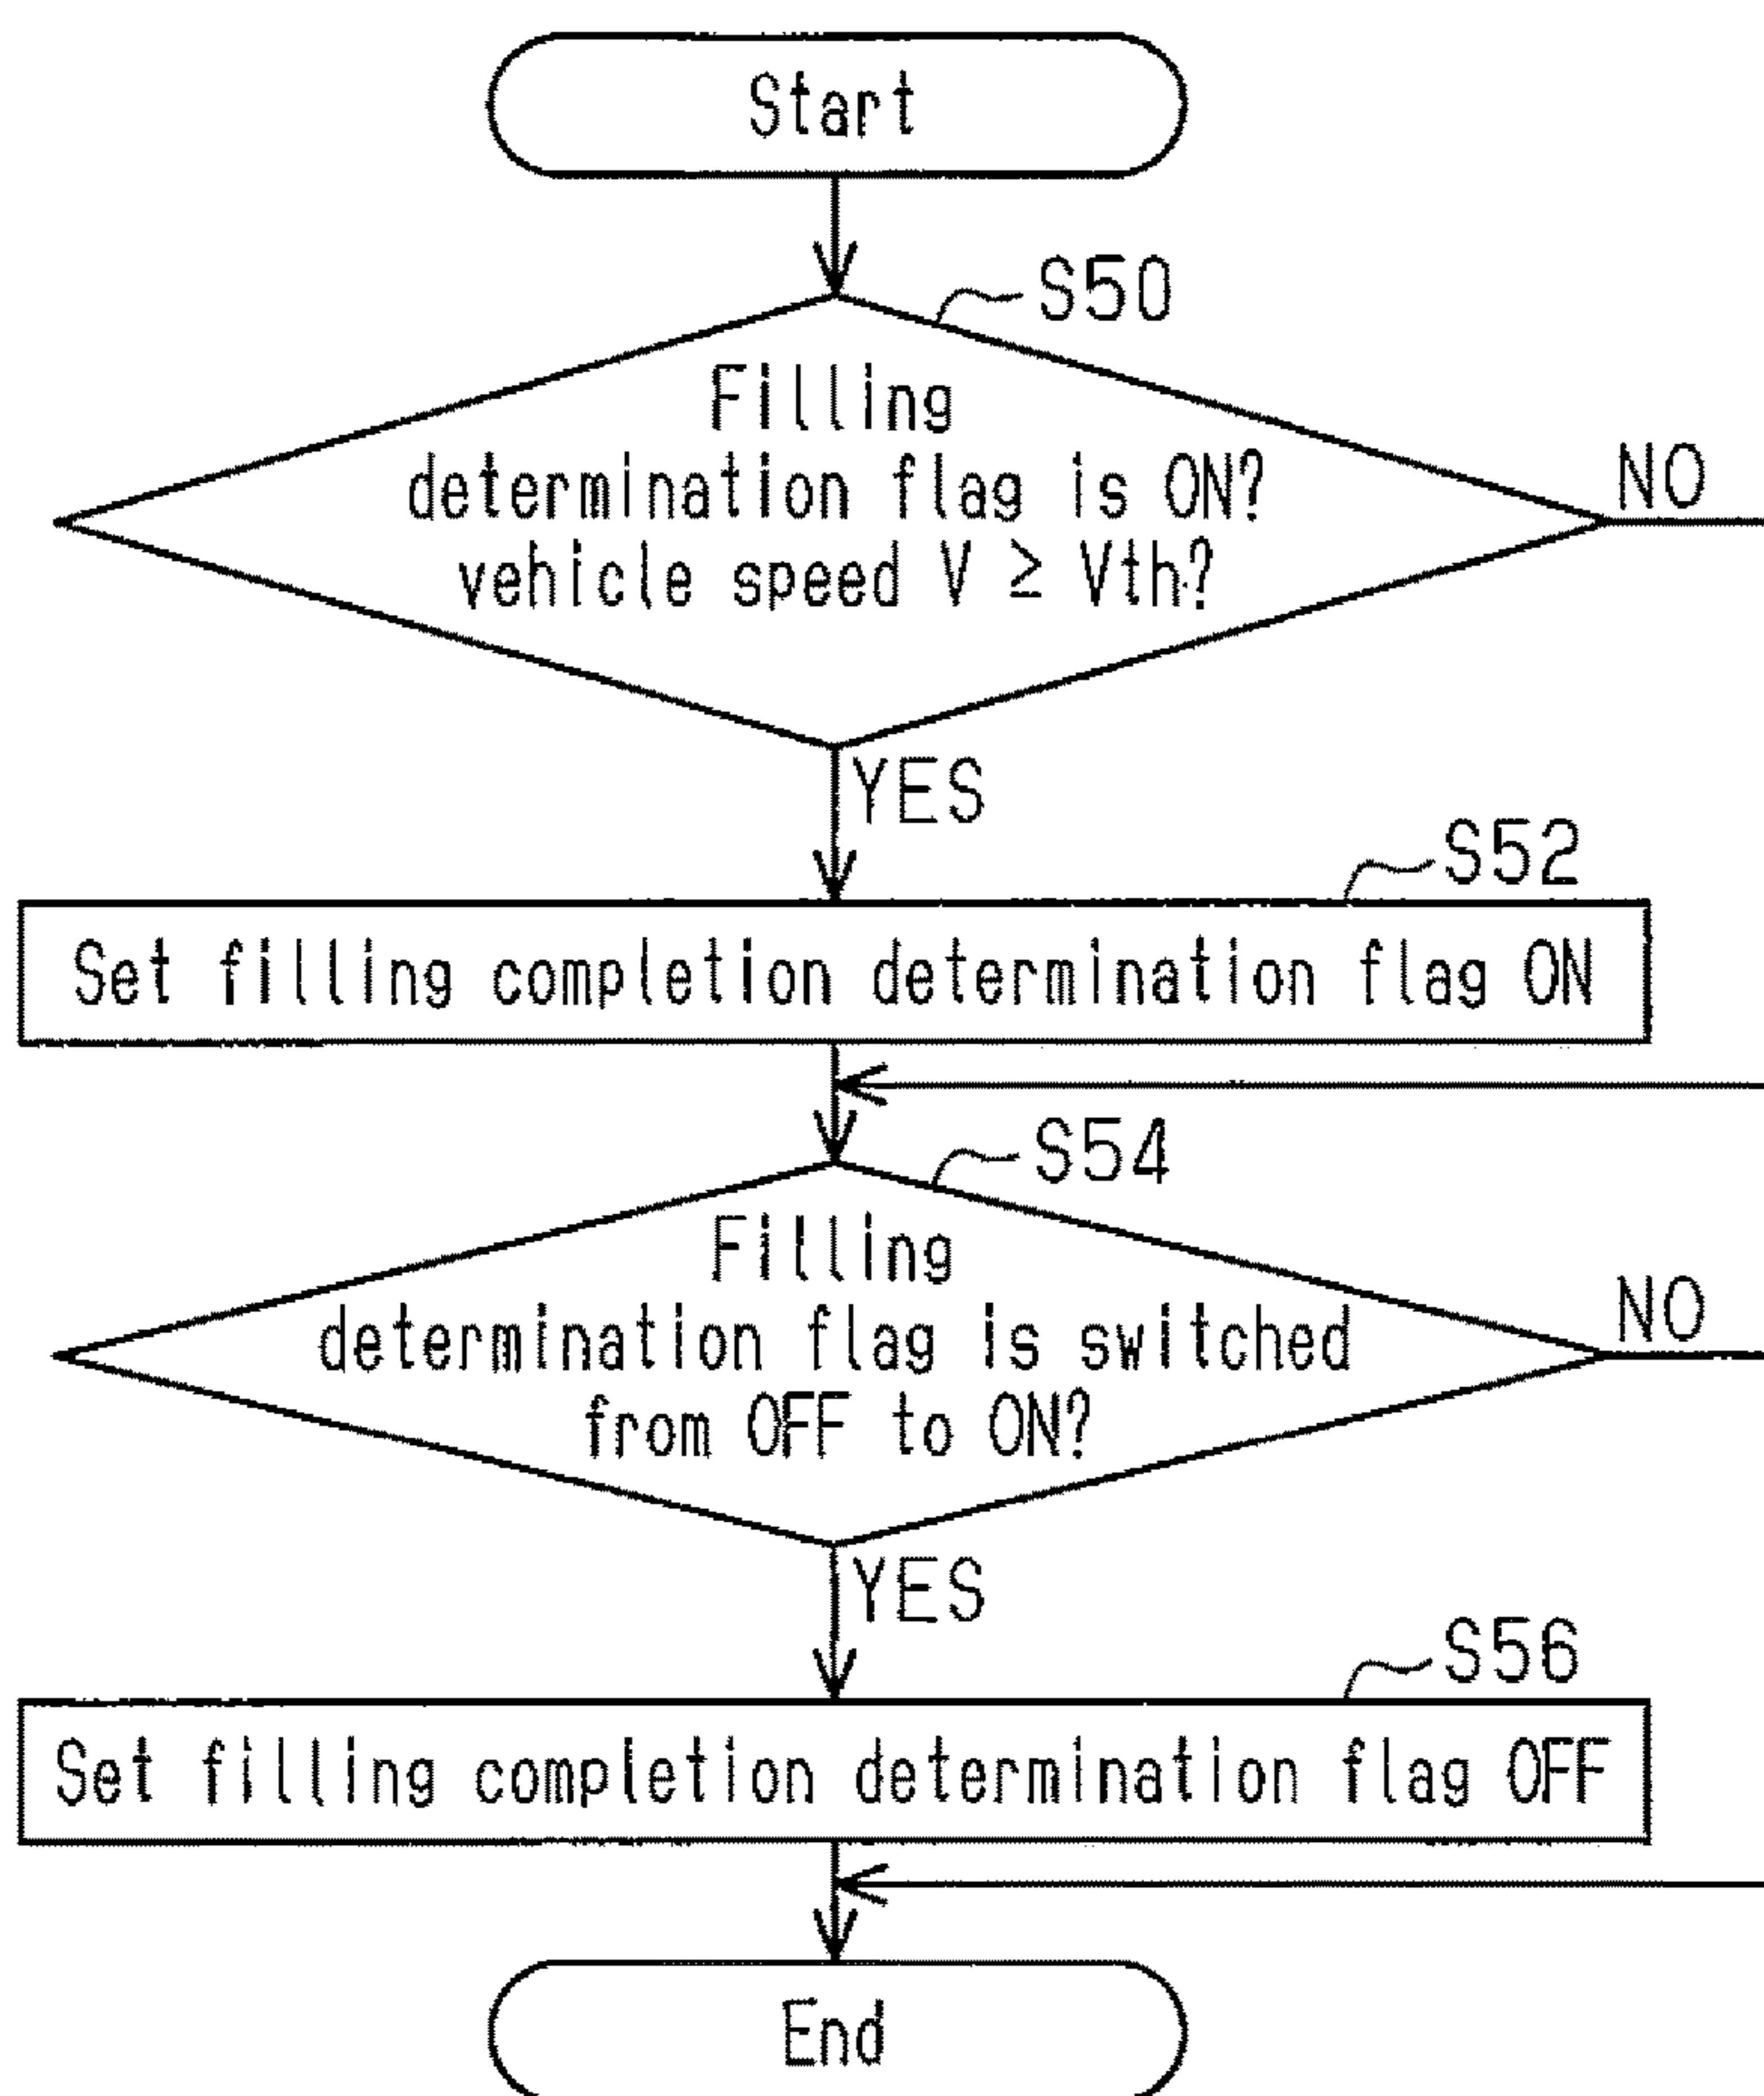 Start
S50
Filling
determination flag is ON?
vehicle speed V ≥ Vth?
NO
YES
S52
Set filling completion determination flag ON
S54
Filling
determination flag is switched
from OFF to ON?
NO
YES
S56
Set filling completion determination flag OFF
End